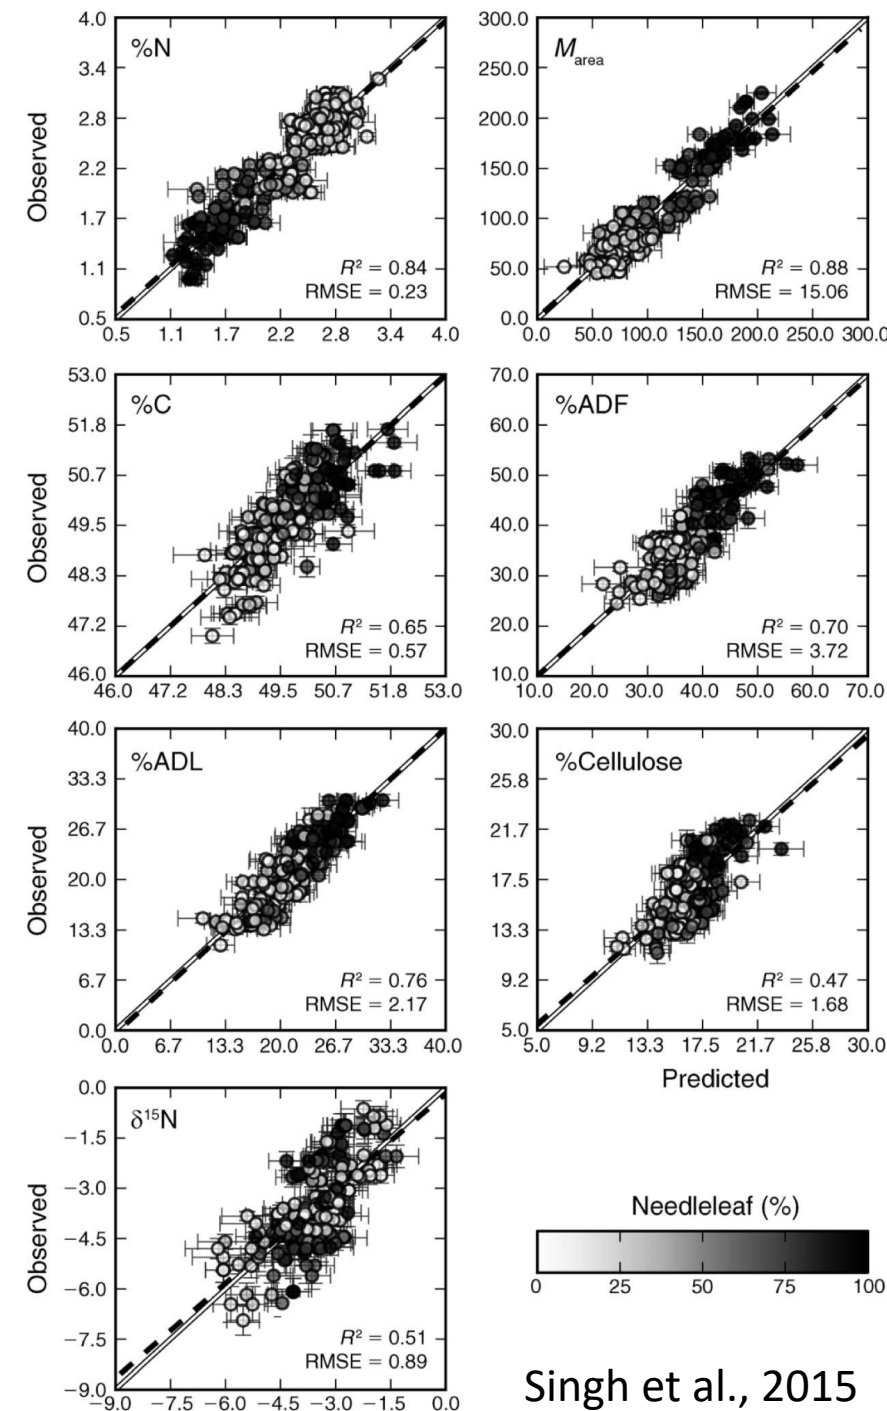 4.0
3.4
2.8
2.2
1.7
1.1
0.5
Observed
%N
R² = 0.84
RMSE = 0.23
0.5 1.1 1.7 2.2 2.8 3.4 4.0
300.0
250.0
200.0
150.0
100.0
50.0
0.0
M area
R² = 0.88
RMSE = 15.06
0.0 50.0 100.0 150.0 200.0 250.0 300.0
53.0
51.8
50.7
49.5
48.3
47.2
46.0
Observed
%C
R² = 0.65
RMSE = 0.57
46.0 47.2 48.3 49.5 50.7 51.8 53.0
70.0
60.0
50.0
40.0
30.0
20.0
10.0
%ADF
R² = 0.70
RMSE = 3.72
10.0 20.0 30.0 40.0 50.0 60.0 70.0
40.0
33.3
26.7
20.0
13.3
6.7
0.0
Observed
%ADL
R² = 0.76
RMSE = 2.17
0.0 6.7 13.3 20.0 26.7 33.3 40.0
30.0
25.8
21.7
17.5
13.3
9.2
5.0
%Cellulose
R² = 0.47
RMSE = 1.68
5.0 9.2 13.3 17.5 21.7 25.8 30.0
Predicted
0.0
−1.5
−3.0
−4.5
−6.0
−7.5
−9.0
Observed
δ¹⁵N
R² = 0.51
RMSE = 0.89
−9.0 −7.5 −6.0 −4.5 −3.0 −1.5 0.0
Needleleaf (%)
0 25 50 75 100
Singh et al., 2015